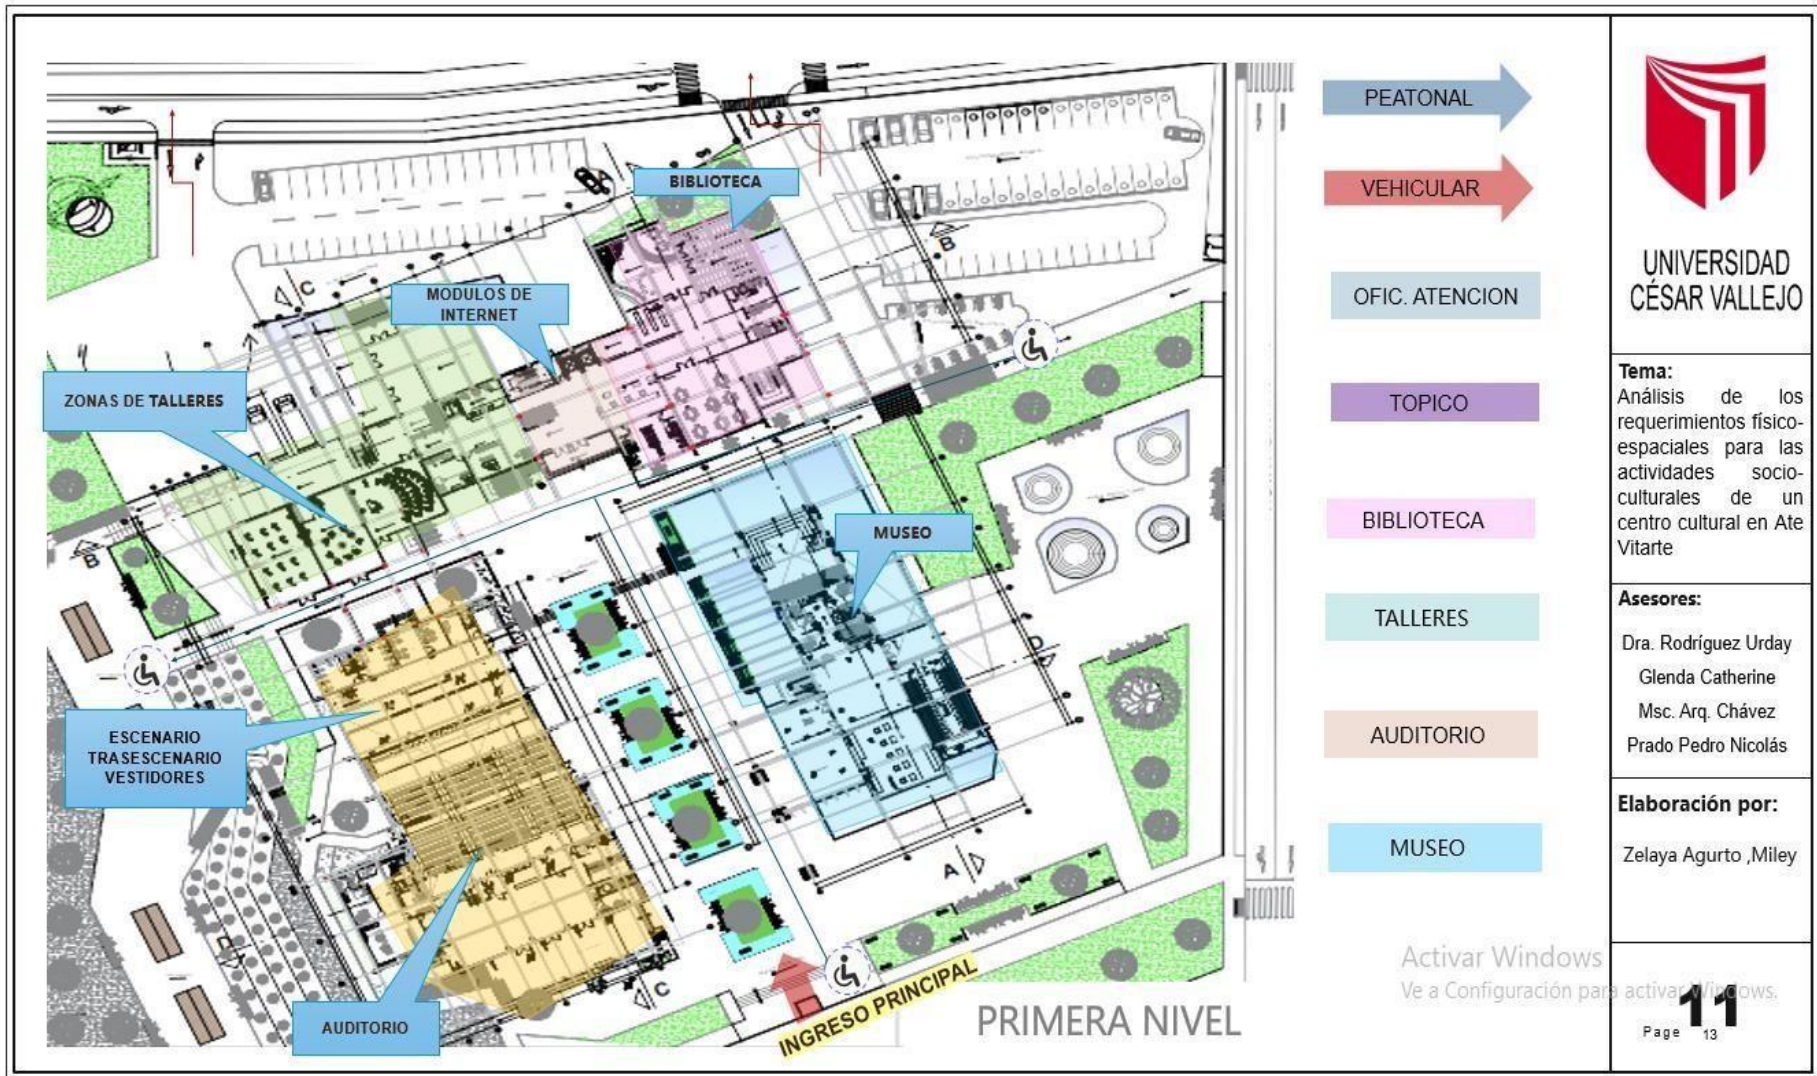 BIBLIOTECA
MODULOS DE
INTERNET
ZONAS DE TALLERES
MUSEO
ESCENARIO
TRASESCENARIO
VESTIDORES
AUDITORIO
INGRESO PRINCIPAL
PRIMERA NIVEL
C
B
B
D
A
C
D
PEATONAL
VEHICULAR
OFIC. ATENCION
TOPICO
BIBLIOTECA
TALLERES
AUDITORIO
MUSEO
UNIVERSIDAD
CÉSAR VALLEJO
Tema:
Análisis de los
requerimientos físico-
espaciales para las
actividades socio-
culturales de un
centro cultural en Ate
Vitarte
Asesores:
Dra. Rodríguez Urday
Glenda Catherine
Msc. Arq. Chávez
Prado Pedro Nicolás
Elaboración por:
Zelaya Agurto ,Miley
Activar Windows
Ve a Configuración para activar Windows.
Page 11
13